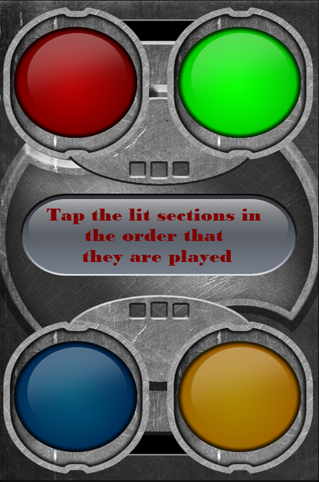 Tap the lit sections in
the order that
they are played